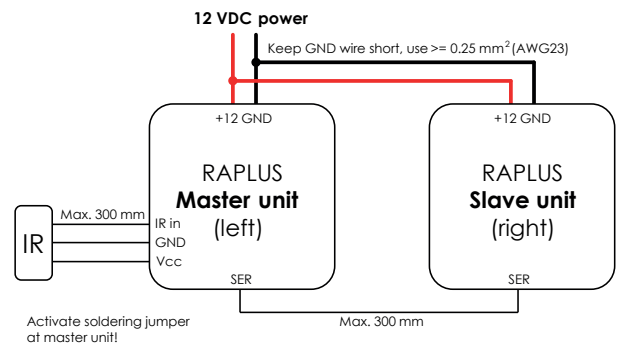 12 VDC power
Keep GND wire short, use >= 0.25 mm² (AWG23)
+12 GND
+12 GND
RAPLUS
Master unit
(left)
RAPLUS
Slave unit
(right)
IR
Max. 300 mm
IR in
GND
Vcc
SER
SER
Max. 300 mm
Activate soldering jumper
at master unit!